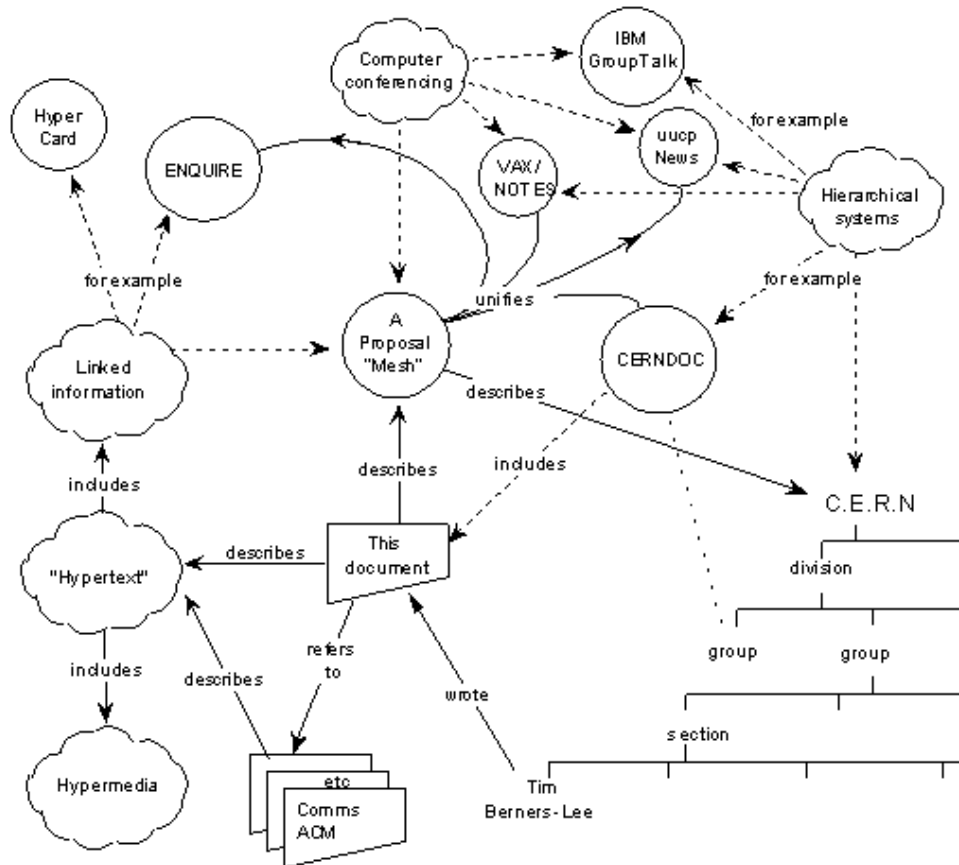 IBM
GroupTalk
Computer
conferencing
Hyper
Card
for example
uucp
News
ENQUIRE
VAX/
NOTES
Hierarchical
systems
for example
for example
unifies
A
Proposal
"Mesh"
CERNDOC
Linked
information
describes
includes
describes
includes
C.E.R.N
This
document
describes
"Hypertext"
division
refers
to
group
group
includes
describes
wrote
section
Hypermedia
etc
Comms
ACM
Tim
Berners-Lee